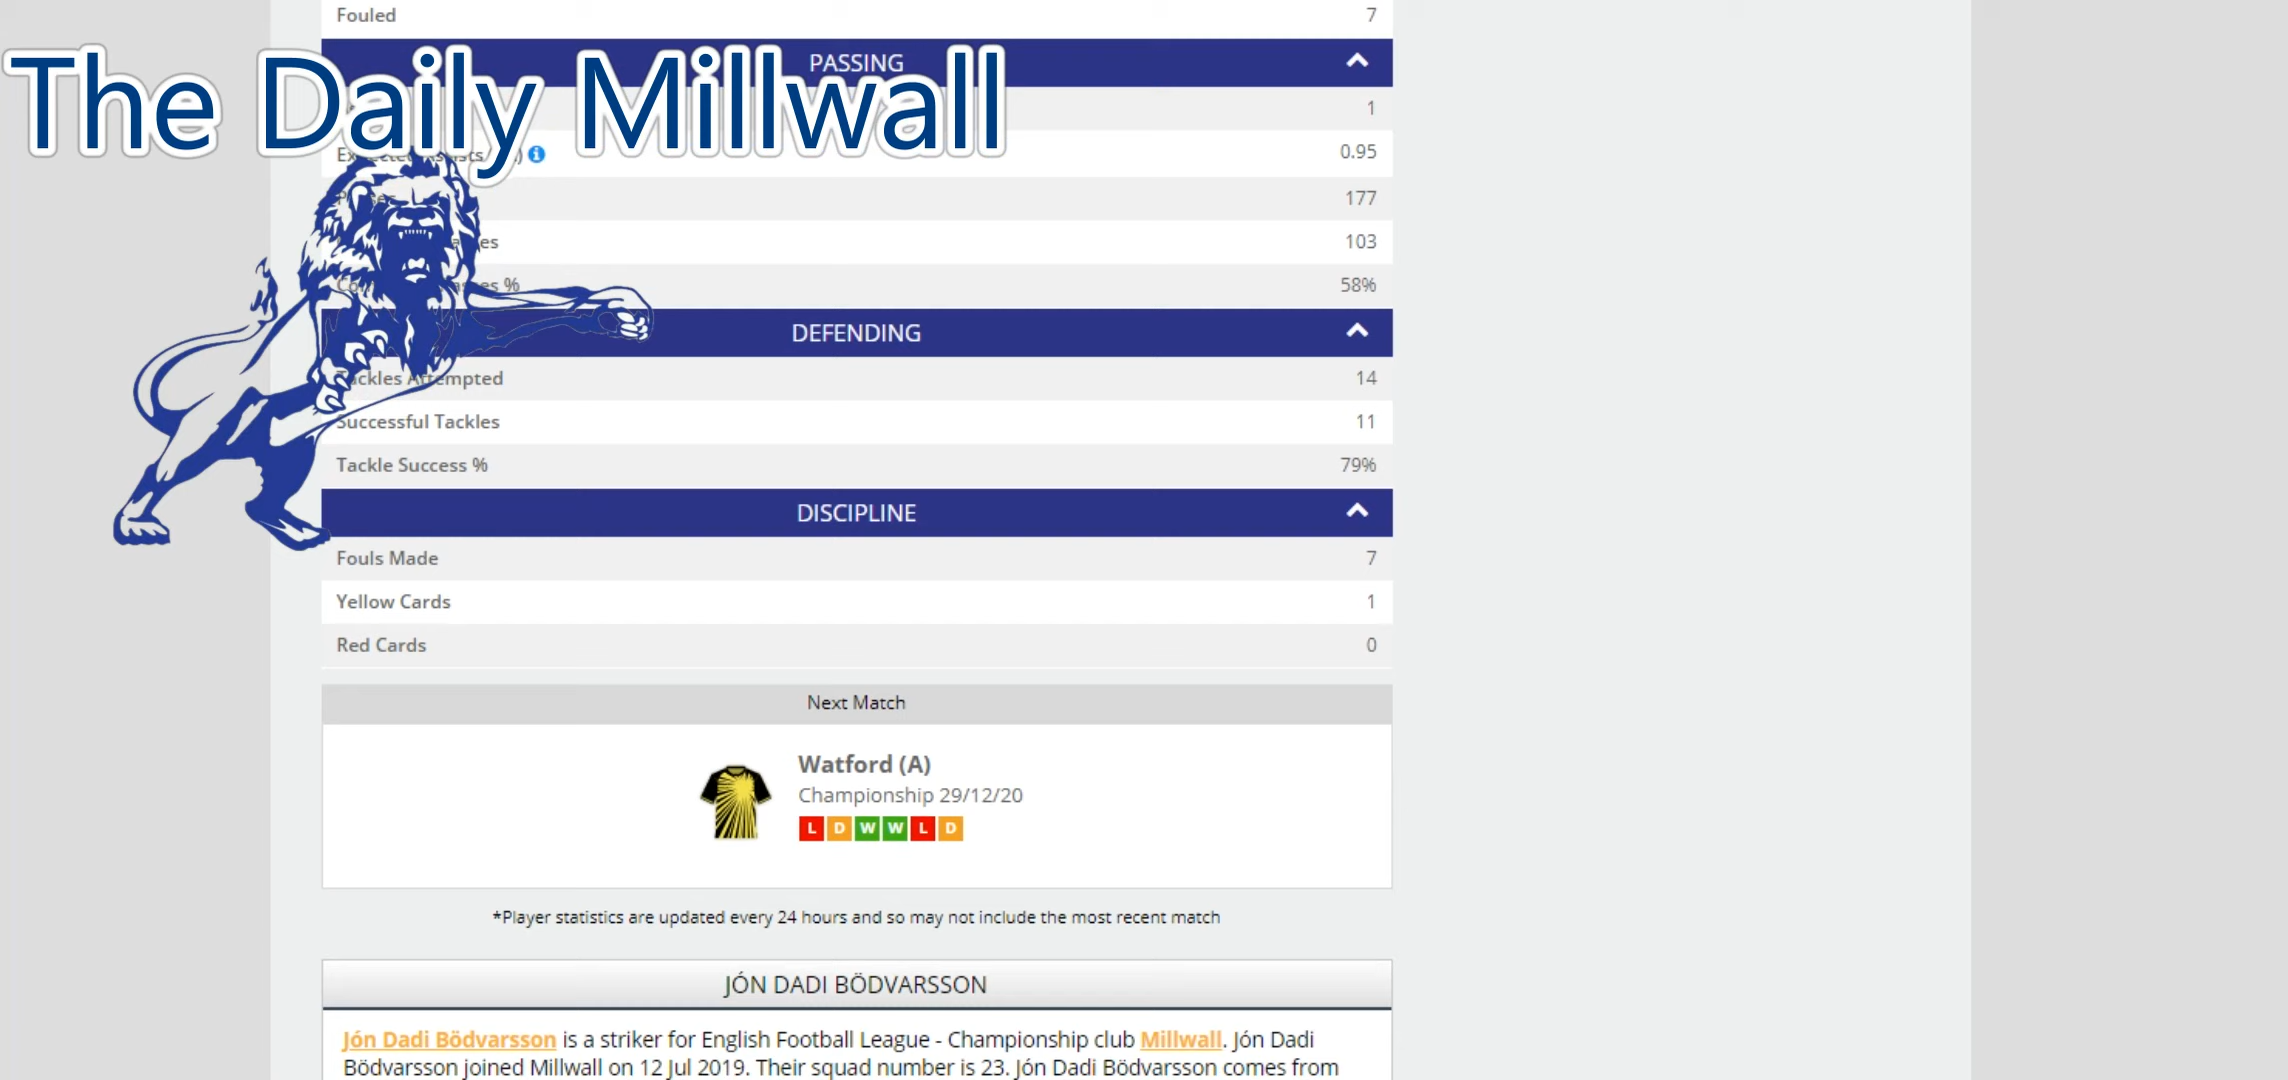 Fouled 7
The Daily Millwall
PASSING
1
0.95
177
103
58%
DEFENDING
Tackles Attempted 14
Successful Tackles 11
Tackle Success % 79%
DISCIPLINE
Fouls Made 7
Yellow Cards 1
Red Cards 0
Next Match
Watford (A)
Championship 29/12/20
L D W W L D
*Player statistics are updated every 24 hours and so may not include the most recent match
JÓN DADI BÖDVARSSON
Jón Dadi Bödvarsson is a striker for English Football League - Championship club Millwall. Jón Dadi
Bödvarsson joined Millwall on 12 Jul 2019. Their squad number is 23. Jón Dadi Bödvarsson comes from